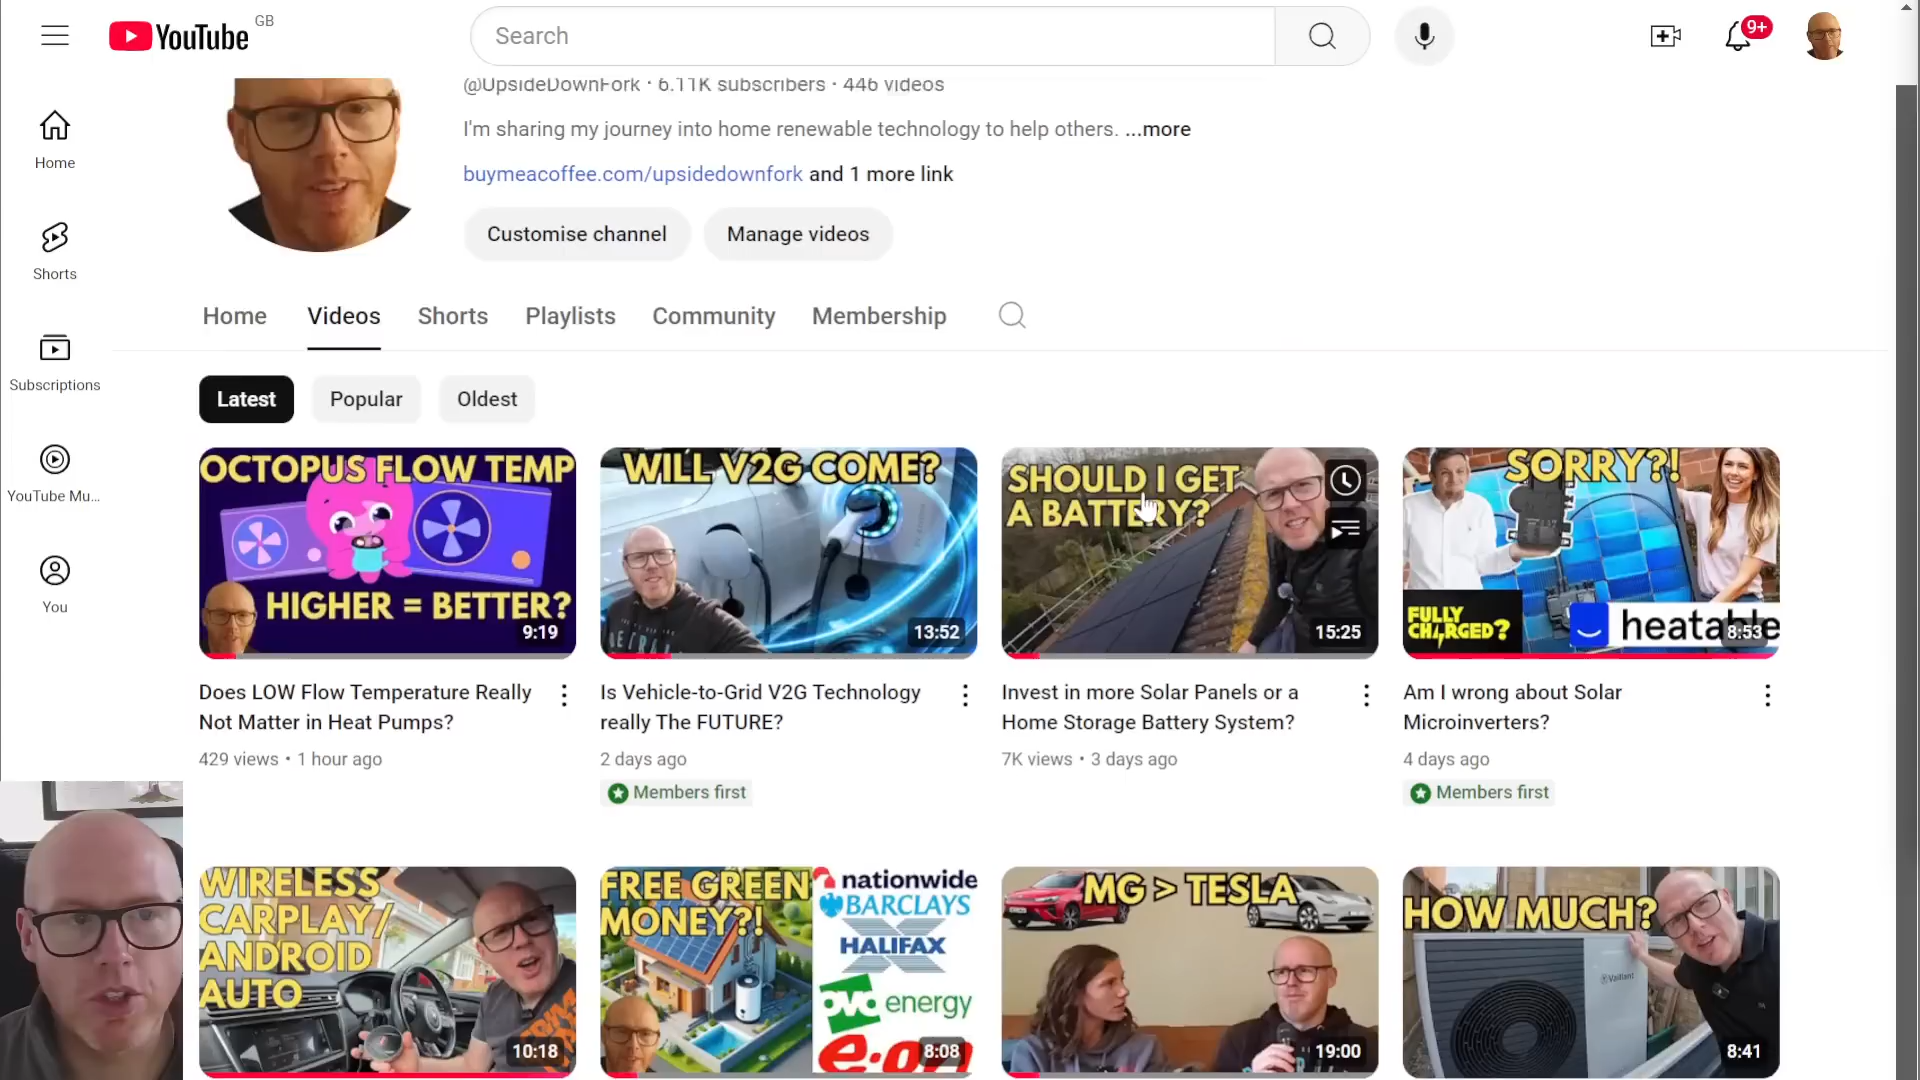 YouTube
GB
Search
9+
@UpsideDownFork · 6.11K subscribers · 446 videos
I'm sharing my journey into home renewable technology to help others. ...more
buymeacoffee.com/upsidedownfork and 1 more link
Customise channel
Manage videos
Home
Shorts
Subscriptions
YouTube Mu...
You
Home
Videos
Shorts
Playlists
Community
Membership
Latest
Popular
Oldest
OCTOPUS FLOW TEMP
HIGHER = BETTER?
9:19
Does LOW Flow Temperature Really
Not Matter in Heat Pumps?
429 views • 1 hour ago
WILL V2G COME?
13:52
Is Vehicle-to-Grid V2G Technology
really The FUTURE?
2 days ago
Members first
SHOULD I GET
A BATTERY?
15:25
Invest in more Solar Panels or a
Home Storage Battery System?
7K views • 3 days ago
SORRY?!
FULLY
CHARGED?
heatable
8:53
Am I wrong about Solar
Microinverters?
4 days ago
Members first
WIRELESS
CARPLAY/
ANDROID
AUTO
10:18
FREE GREEN
MONEY?!
nationwide
BARCLAYS
HALIFAX
ovo energy
e.on
8:08
MG > TESLA
19:00
HOW MUCH?
Vaillant
8:41